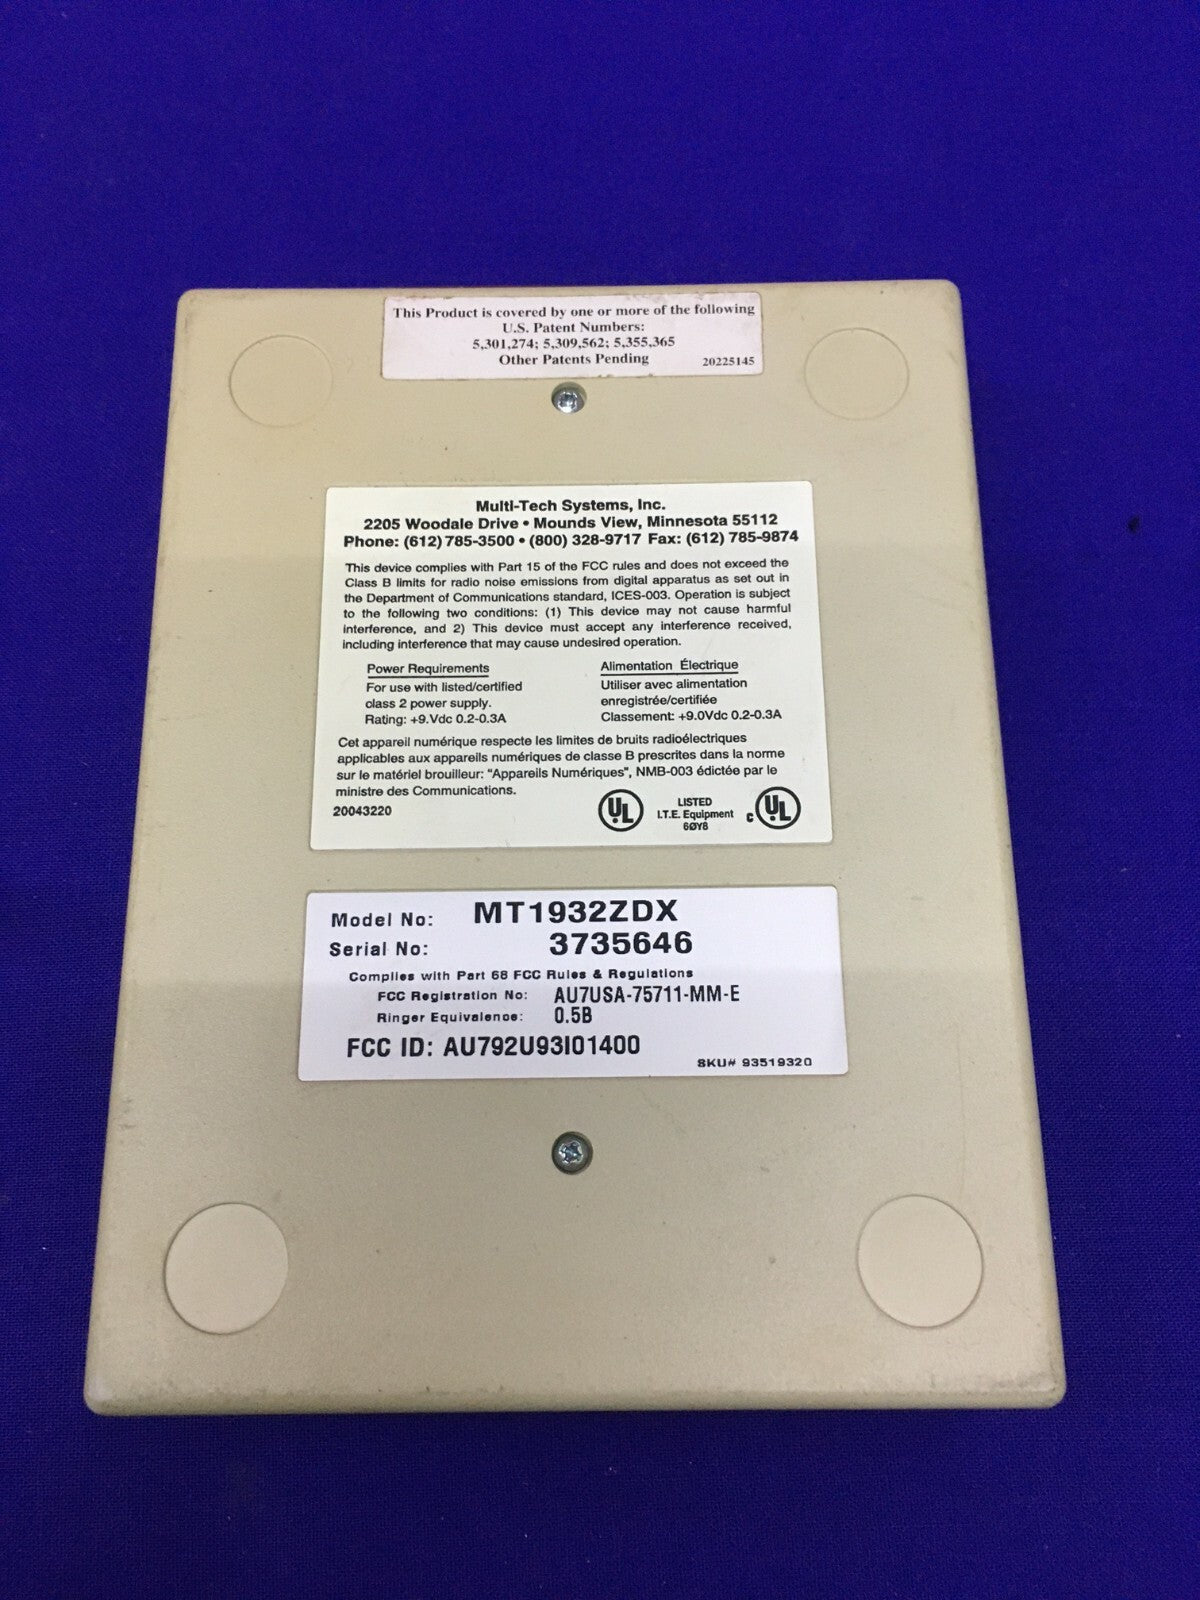 This Product is covered by one or more of the following
U.S. Patent Numbers:
5,301,274; 5,309,562; 5,355,365
Other Patents Pending 20225145
Multi-Tech Systems, Inc.
2205 Woodale Drive • Mounds View, Minnesota 55112
Phone: (612) 785-3500 • (800) 328-9717 Fax: (612) 785-9874
This device complies with Part 15 of the FCC rules and does not exceed the
Class B limits for radio noise emissions from digital apparatus as set out in
the Department of Communications standard, ICES-003. Operation is subject
to the following two conditions: (1) This device may not cause harmful
interference, and 2) This device must accept any interference received,
including interference that may cause undesired operation.
Power Requirements
For use with listed/certified
class 2 power supply.
Rating: +9.Vdc 0.2-0.3A
Alimentation Électrique
Utiliser avec alimentation
enregistrée/certifiée
Classement: +9.0Vdc 0.2-0.3A
Cet appareil numérique respecte les limites de bruits radioélectriques
applicables aux appareils numériques de classe B prescrites dans la norme
sur le matériel brouilleur: "Appareils Numériques", NMB-003 édictée par le
ministre des Communications.
20043220
UL
LISTED
I.T.E. Equipment
6ØY8
c UL
Model No: MT1932ZDX
Serial No: 3735646
Complies with Part 68 FCC Rules & Regulations
FCC Registration No: AU7USA-75711-MM-E
Ringer Equivalence: 0.5B
FCC ID: AU792U93I01400
SKU# 93519320